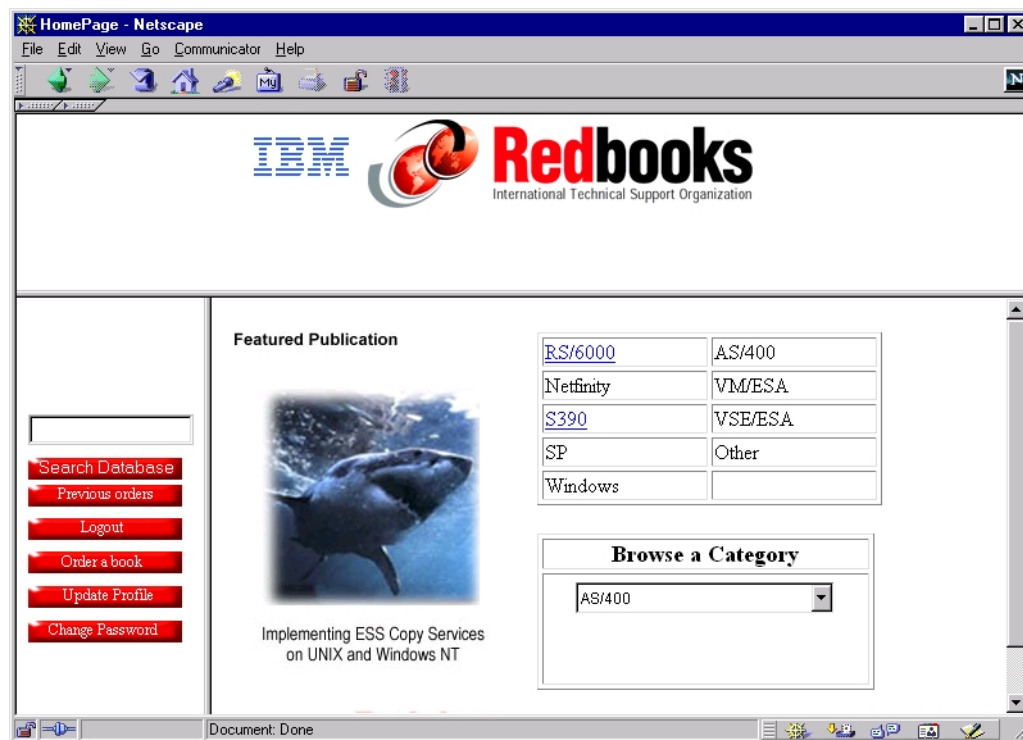 HomePage - Netscape
File Edit View Go Communicator Help
My
N
IBM
Redbooks
International Technical Support Organization
Featured Publication
RS/6000 AS/400
Netfinity VM/ESA
S390 VSE/ESA
SP Other
Windows
Search Database
Previous orders
Logout
Order a book
Update Profile
Change Password
Browse a Category
AS/400
Implementing ESS Copy Services
on UNIX and Windows NT
Document: Done